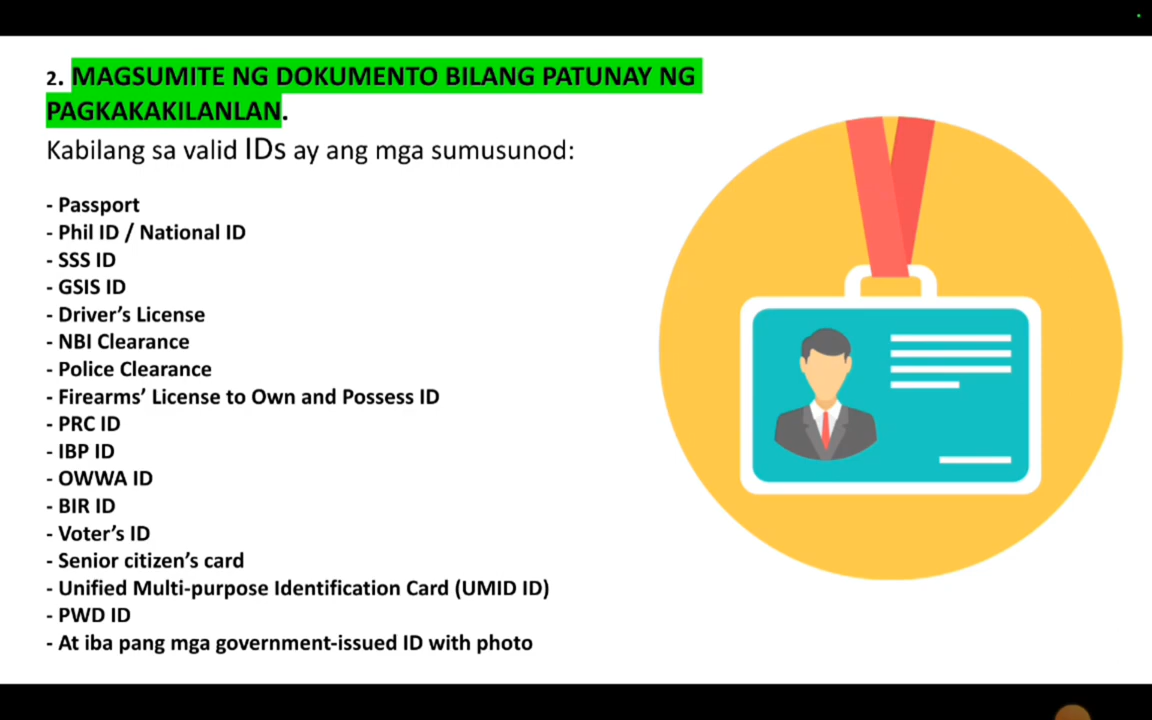 2. MAGSUMITE NG DOKUMENTO BILANG PATUNAY NG
PAGKAKAKILANLAN.
Kabilang sa valid IDs ay ang mga sumusunod:
- Passport
- Phil ID / National ID
- SSS ID
- GSIS ID
- Driver’s License
- NBI Clearance
- Police Clearance
- Firearms’ License to Own and Possess ID
- PRC ID
- IBP ID
- OWWA ID
- BIR ID
- Voter’s ID
- Senior citizen’s card
- Unified Multi-purpose Identification Card (UMID ID)
- PWD ID
- At iba pang mga government-issued ID with photo